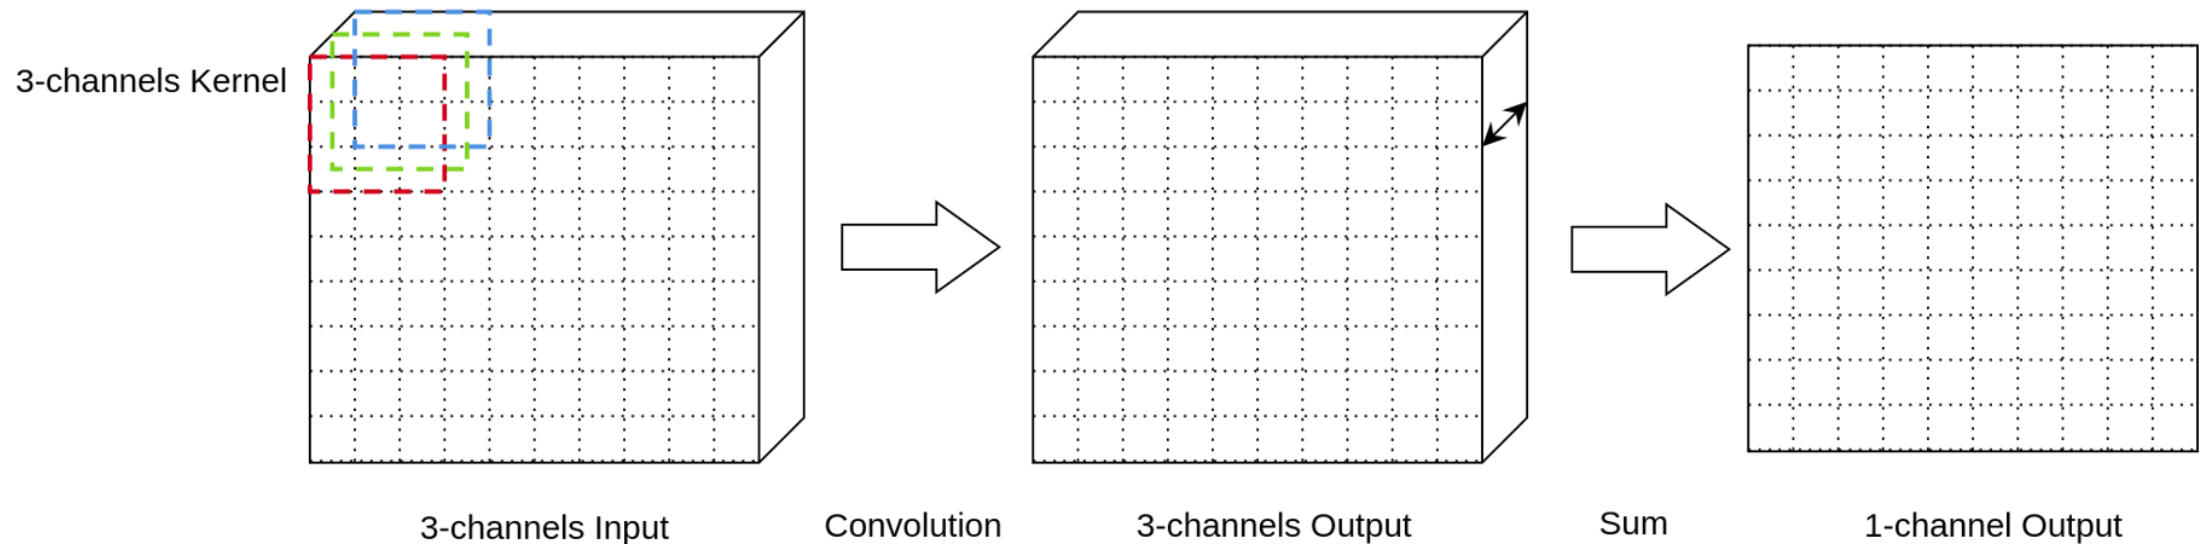 3-channels Kernel
3-channels Input
Convolution
3-channels Output
Sum
1-channel Output